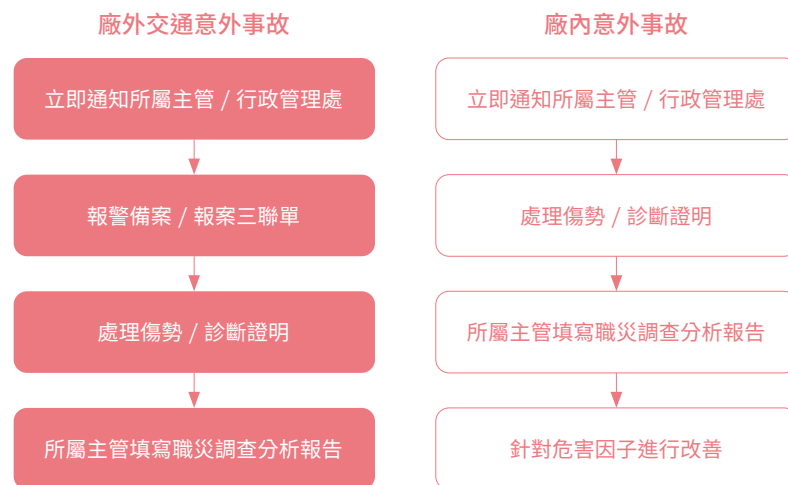 廠外交通意外事故
立即通知所屬主管 / 行政管理處
報警備案 / 報案三聯單
處理傷勢 / 診斷證明
所屬主管填寫職災調查分析報告
廠內意外事故
立即通知所屬主管 / 行政管理處
處理傷勢 / 診斷證明
所屬主管填寫職災調查分析報告
針對危害因子進行改善